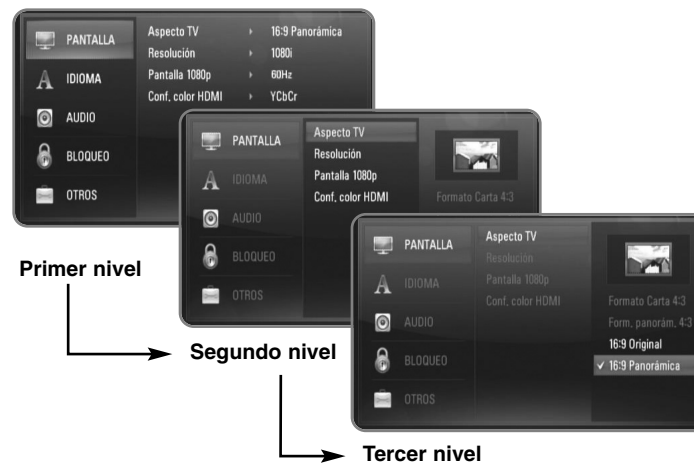 PANTALLA
IDIOMA
AUDIO
BLOQUEO
OTROS
Aspecto TV 16:9 Panorámica
Resolución 1080i
Pantalla 1080p 60Hz
Conf. color HDMI YCbCr
Primer nivel
PANTALLA
IDIOMA
AUDIO
BLOQUEO
OTROS
Aspecto TV
Resolución
Pantalla 1080p
Conf. color HDMI
Formato Carta 4:3
Segundo nivel
PANTALLA
IDIOMA
AUDIO
BLOQUEO
OTROS
Aspecto TV
Resolución
Pantalla 1080p
Conf. color HDMI
Formato Carta 4:3
Form. panorám. 4:3
16:9 Original
✓ 16:9 Panorámica
Tercer nivel